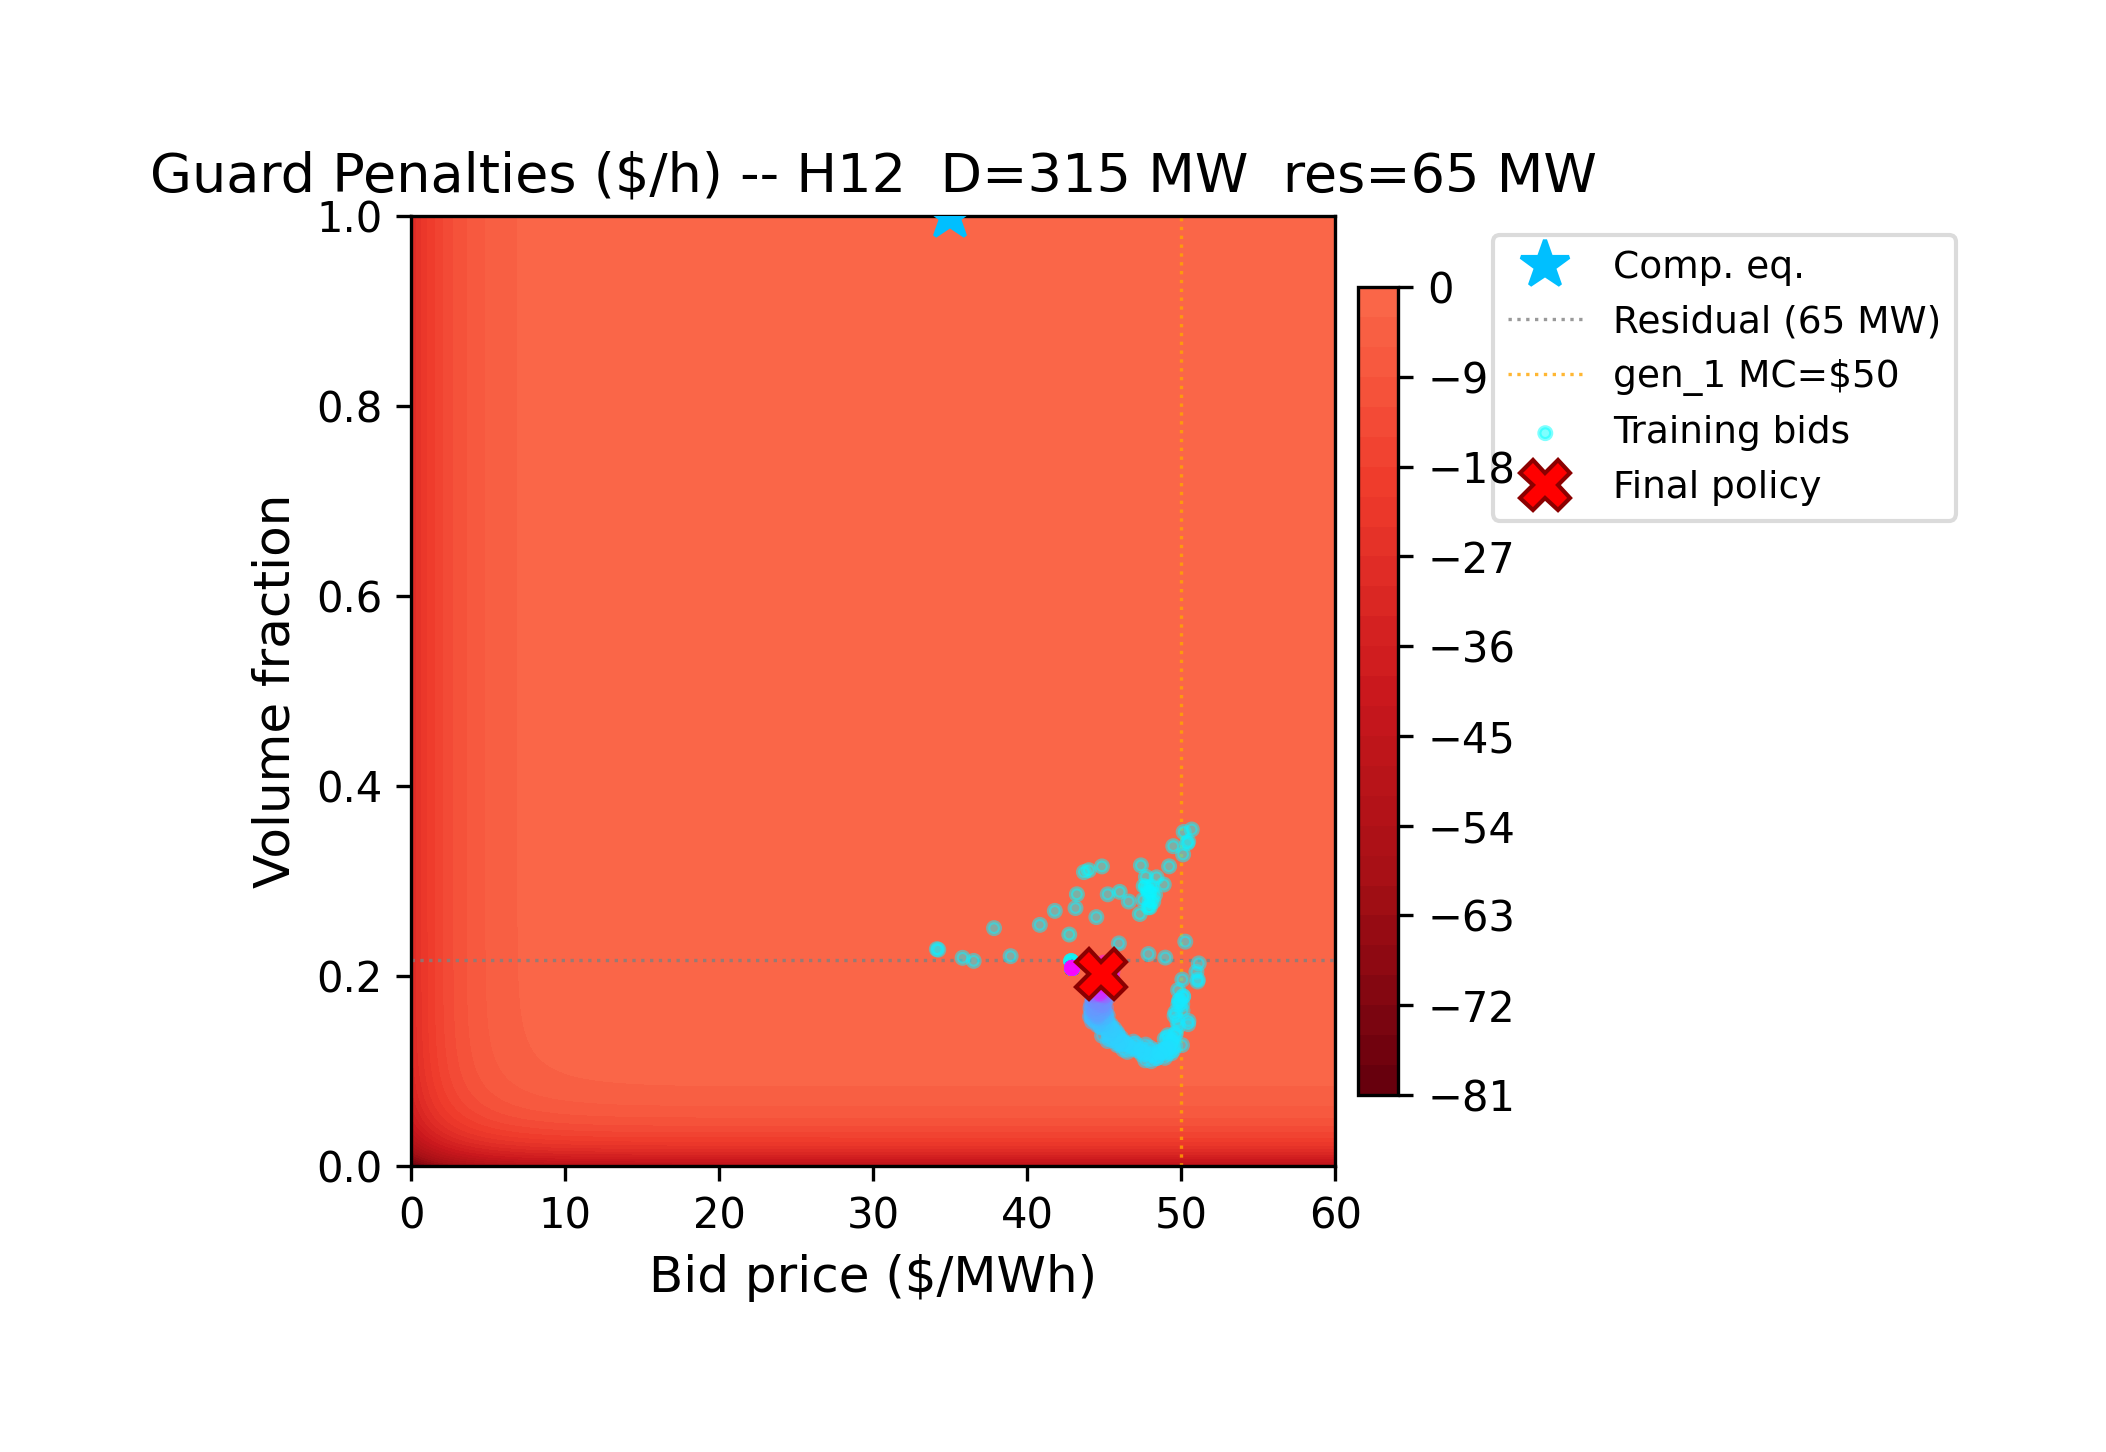 Guard Penalties ($/h) -- H12  D=315 MW  res=65 MW
1.0
0.8
0.6
0.4
0.2
0.0
Volume fraction
0 10 20 30 40 50 60
Bid price ($/MWh)
0
−9
−18
−27
−36
−45
−54
−63
−72
−81
Comp. eq.
Residual (65 MW)
gen_1 MC=$50
Training bids
Final policy